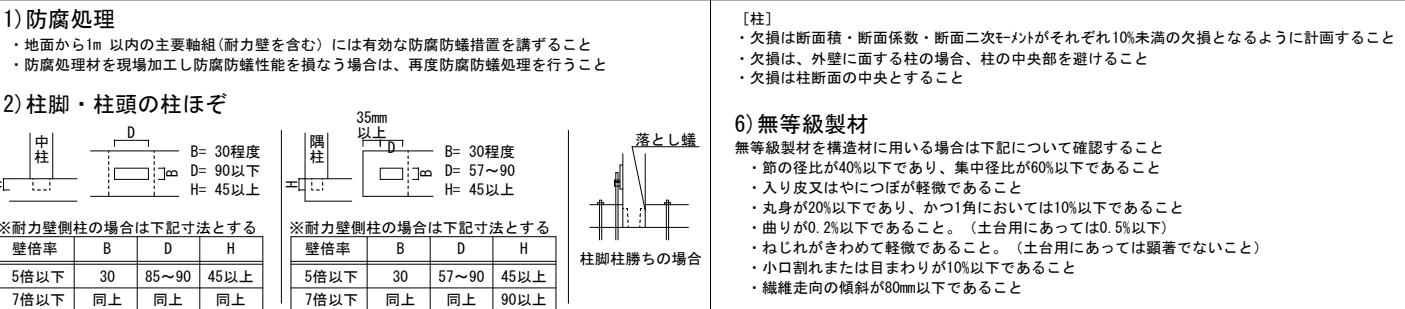 1)防腐処理
・地面から1m 以内の主要軸組(耐力壁を含む) には有効な防腐防蟻措置を講ずること
・防腐処理材を現場加工し防腐防蟻性能を損なう場合は、再度防腐防蟻処理を行うこと
2)柱脚・柱頭の柱ほぞ
中柱
H
D
B
B= 30程度
D= 90以下
H= 45以上
※耐力壁側柱の場合は下記寸法とする
壁倍率 B D H
5倍以下 30 85～90 45以上
7倍以下 同上 同上 同上
隅柱
H
35mm
以上
D
B
B= 30程度
D= 57～90
H= 45以上
※耐力壁側柱の場合は下記寸法とする
壁倍率 B D H
5倍以下 30 57～90 45以上
7倍以下 同上 同上 90以上
落とし蟻
柱脚柱勝ちの場合
[柱]
・欠損は断面積・断面係数・断面二次ﾓｰﾒﾝﾄがそれぞれ10%未満の欠損となるように計画すること
・欠損は、外壁に面する柱の場合、柱の中央部を避けること
・欠損は柱断面の中央とすること
6)無等級製材
無等級製材を構造材に用いる場合は下記について確認すること
・節の径比が40%以下であり、集中径比が60%以下であること
・入り皮又はやにつぼが軽微であること
・丸身が20%以下であり、かつ1角においては10%以下であること
・曲りが0.2%以下であること。（土台用にあっては0.5%以下）
・ねじれがきわめて軽微であること。（土台用にあっては顕著でないこと）
・小口割れまたは目まわりが10%以下であること
・繊維走向の傾斜が80mm以下であること